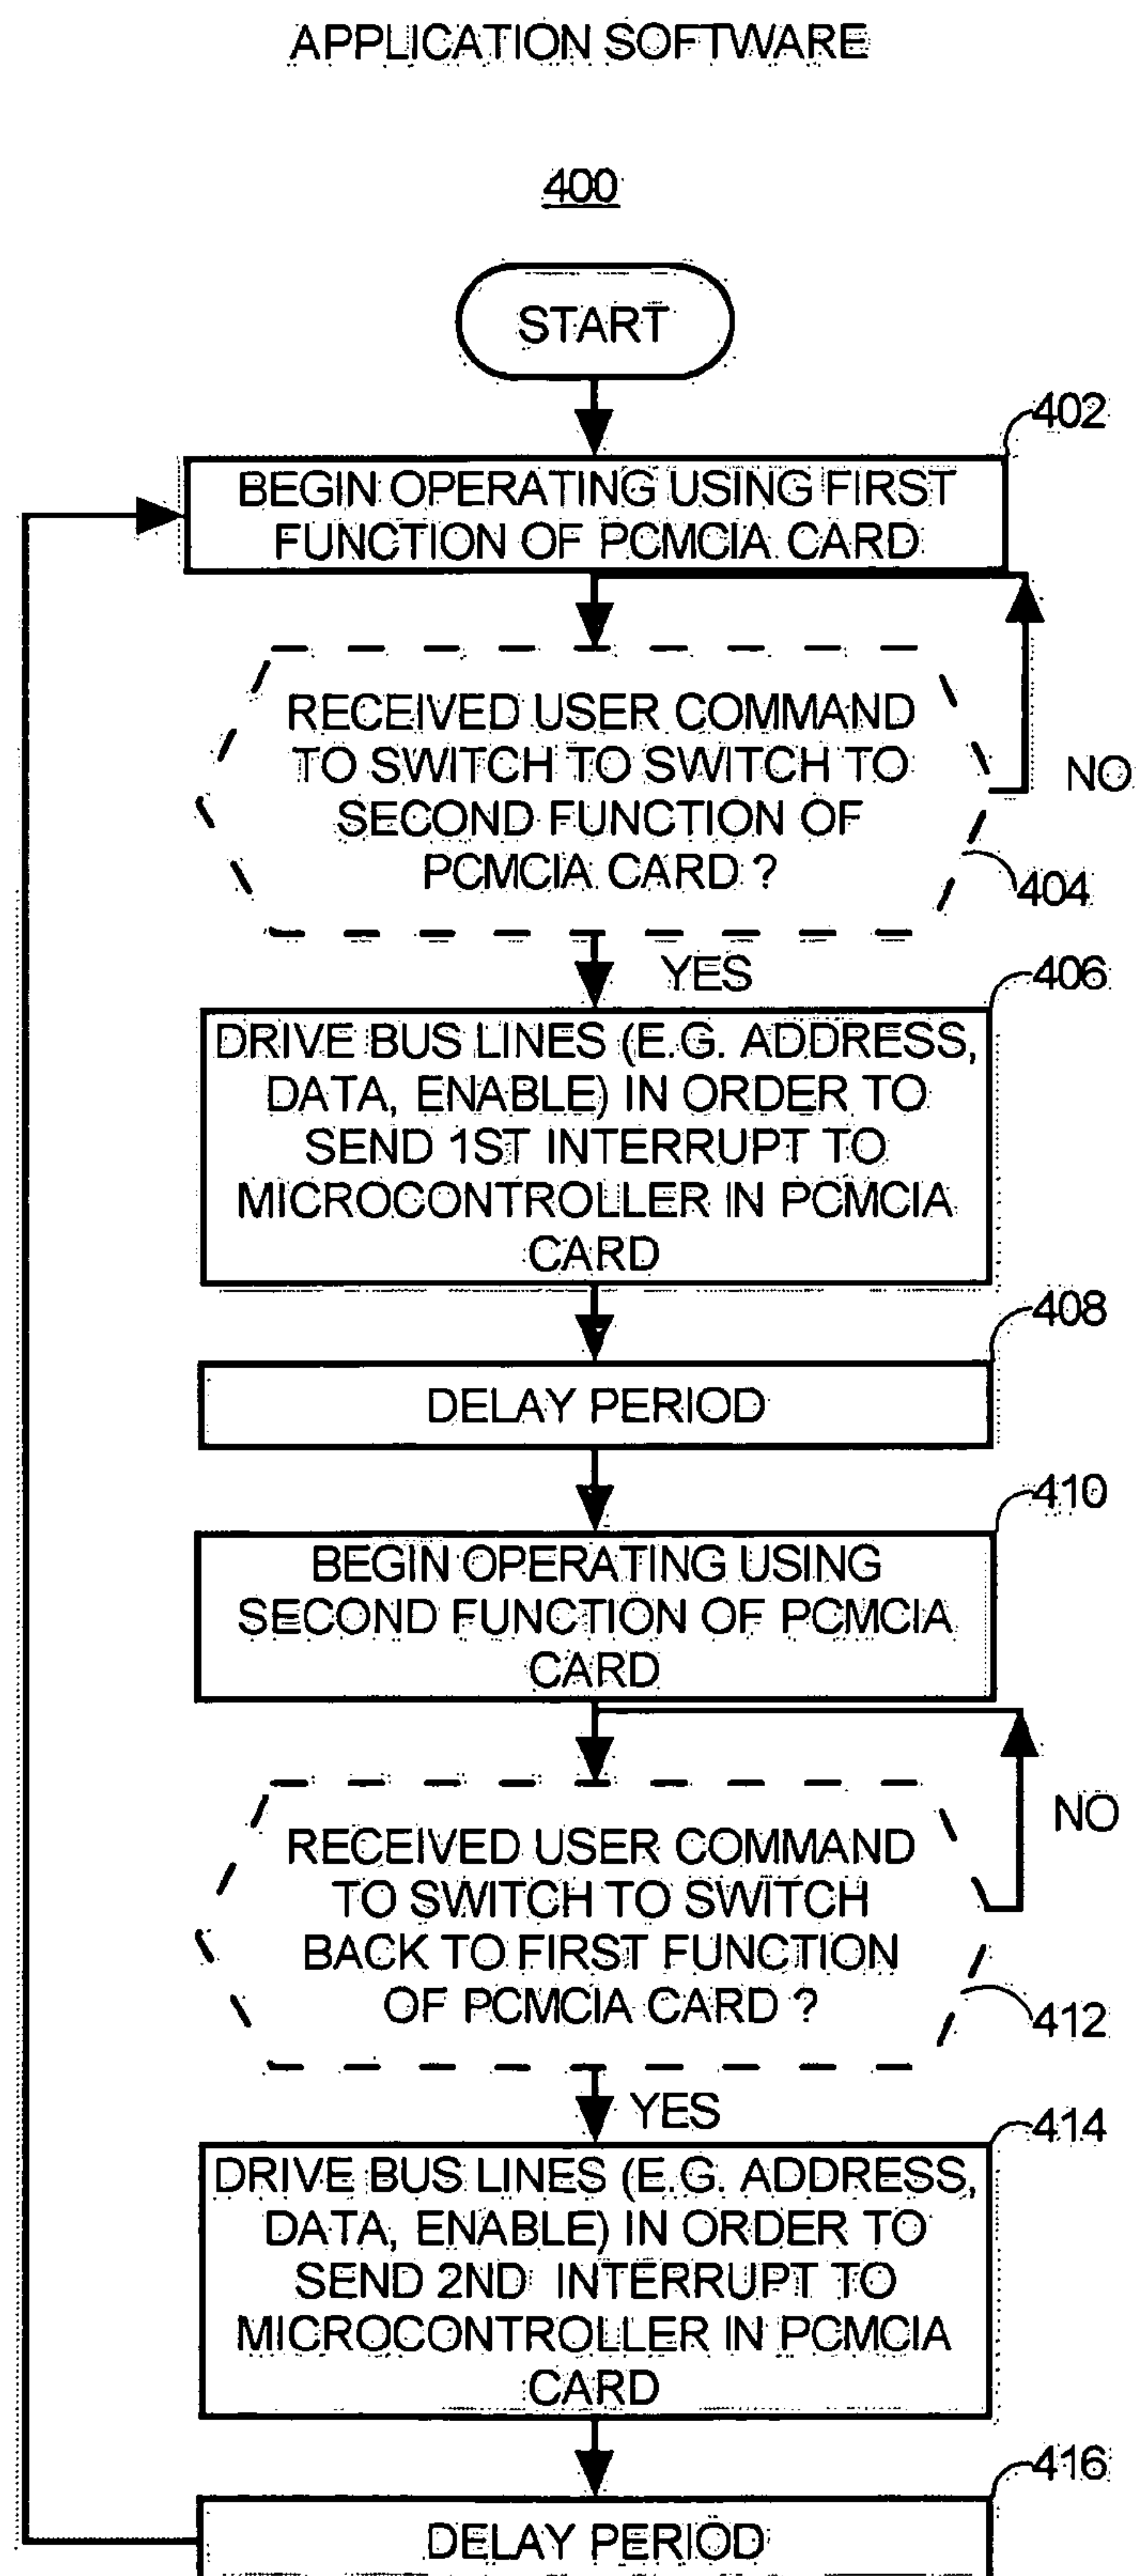 APPLICATION SOFTWARE
400
START
402
BEGIN OPERATING USING FIRST
FUNCTION OF PCMCIA CARD
RECEIVED USER COMMAND
TO SWITCH TO SWITCH TO
SECOND FUNCTION OF
PCMCIA CARD ?
NO
404
YES
406
DRIVE BUS LINES (E.G. ADDRESS,
DATA, ENABLE) IN ORDER TO
SEND 1ST INTERRUPT TO
MICROCONTROLLER IN PCMCIA
CARD
408
DELAY PERIOD
410
BEGIN OPERATING USING
SECOND FUNCTION OF PCMCIA
CARD
RECEIVED USER COMMAND
TO SWITCH TO SWITCH
BACK TO FIRST FUNCTION
OF PCMCIA CARD ?
NO
412
YES
414
DRIVE BUS LINES (E.G. ADDRESS,
DATA, ENABLE) IN ORDER TO
SEND 2ND INTERRUPT TO
MICROCONTROLLER IN PCMCIA
CARD
416
DELAY PERIOD